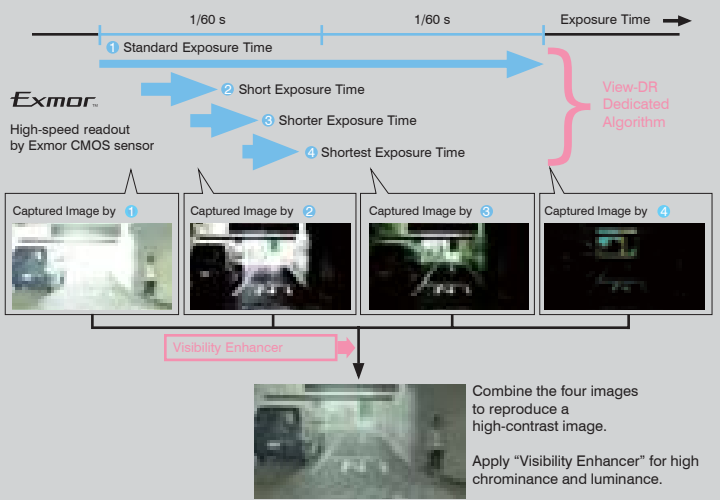 1/60 s
1/60 s
Exposure Time
1 Standard Exposure Time
2 Short Exposure Time
3 Shorter Exposure Time
4 Shortest Exposure Time
View-DR
Dedicated
Algorithm
Exmor™
High-speed readout
by Exmor CMOS sensor
Captured Image by 1
Captured Image by 2
Captured Image by 3
Captured Image by 4
Visibility Enhancer
Combine the four images
to reproduce a
high-contrast image.
Apply “Visibility Enhancer” for high
chrominance and luminance.